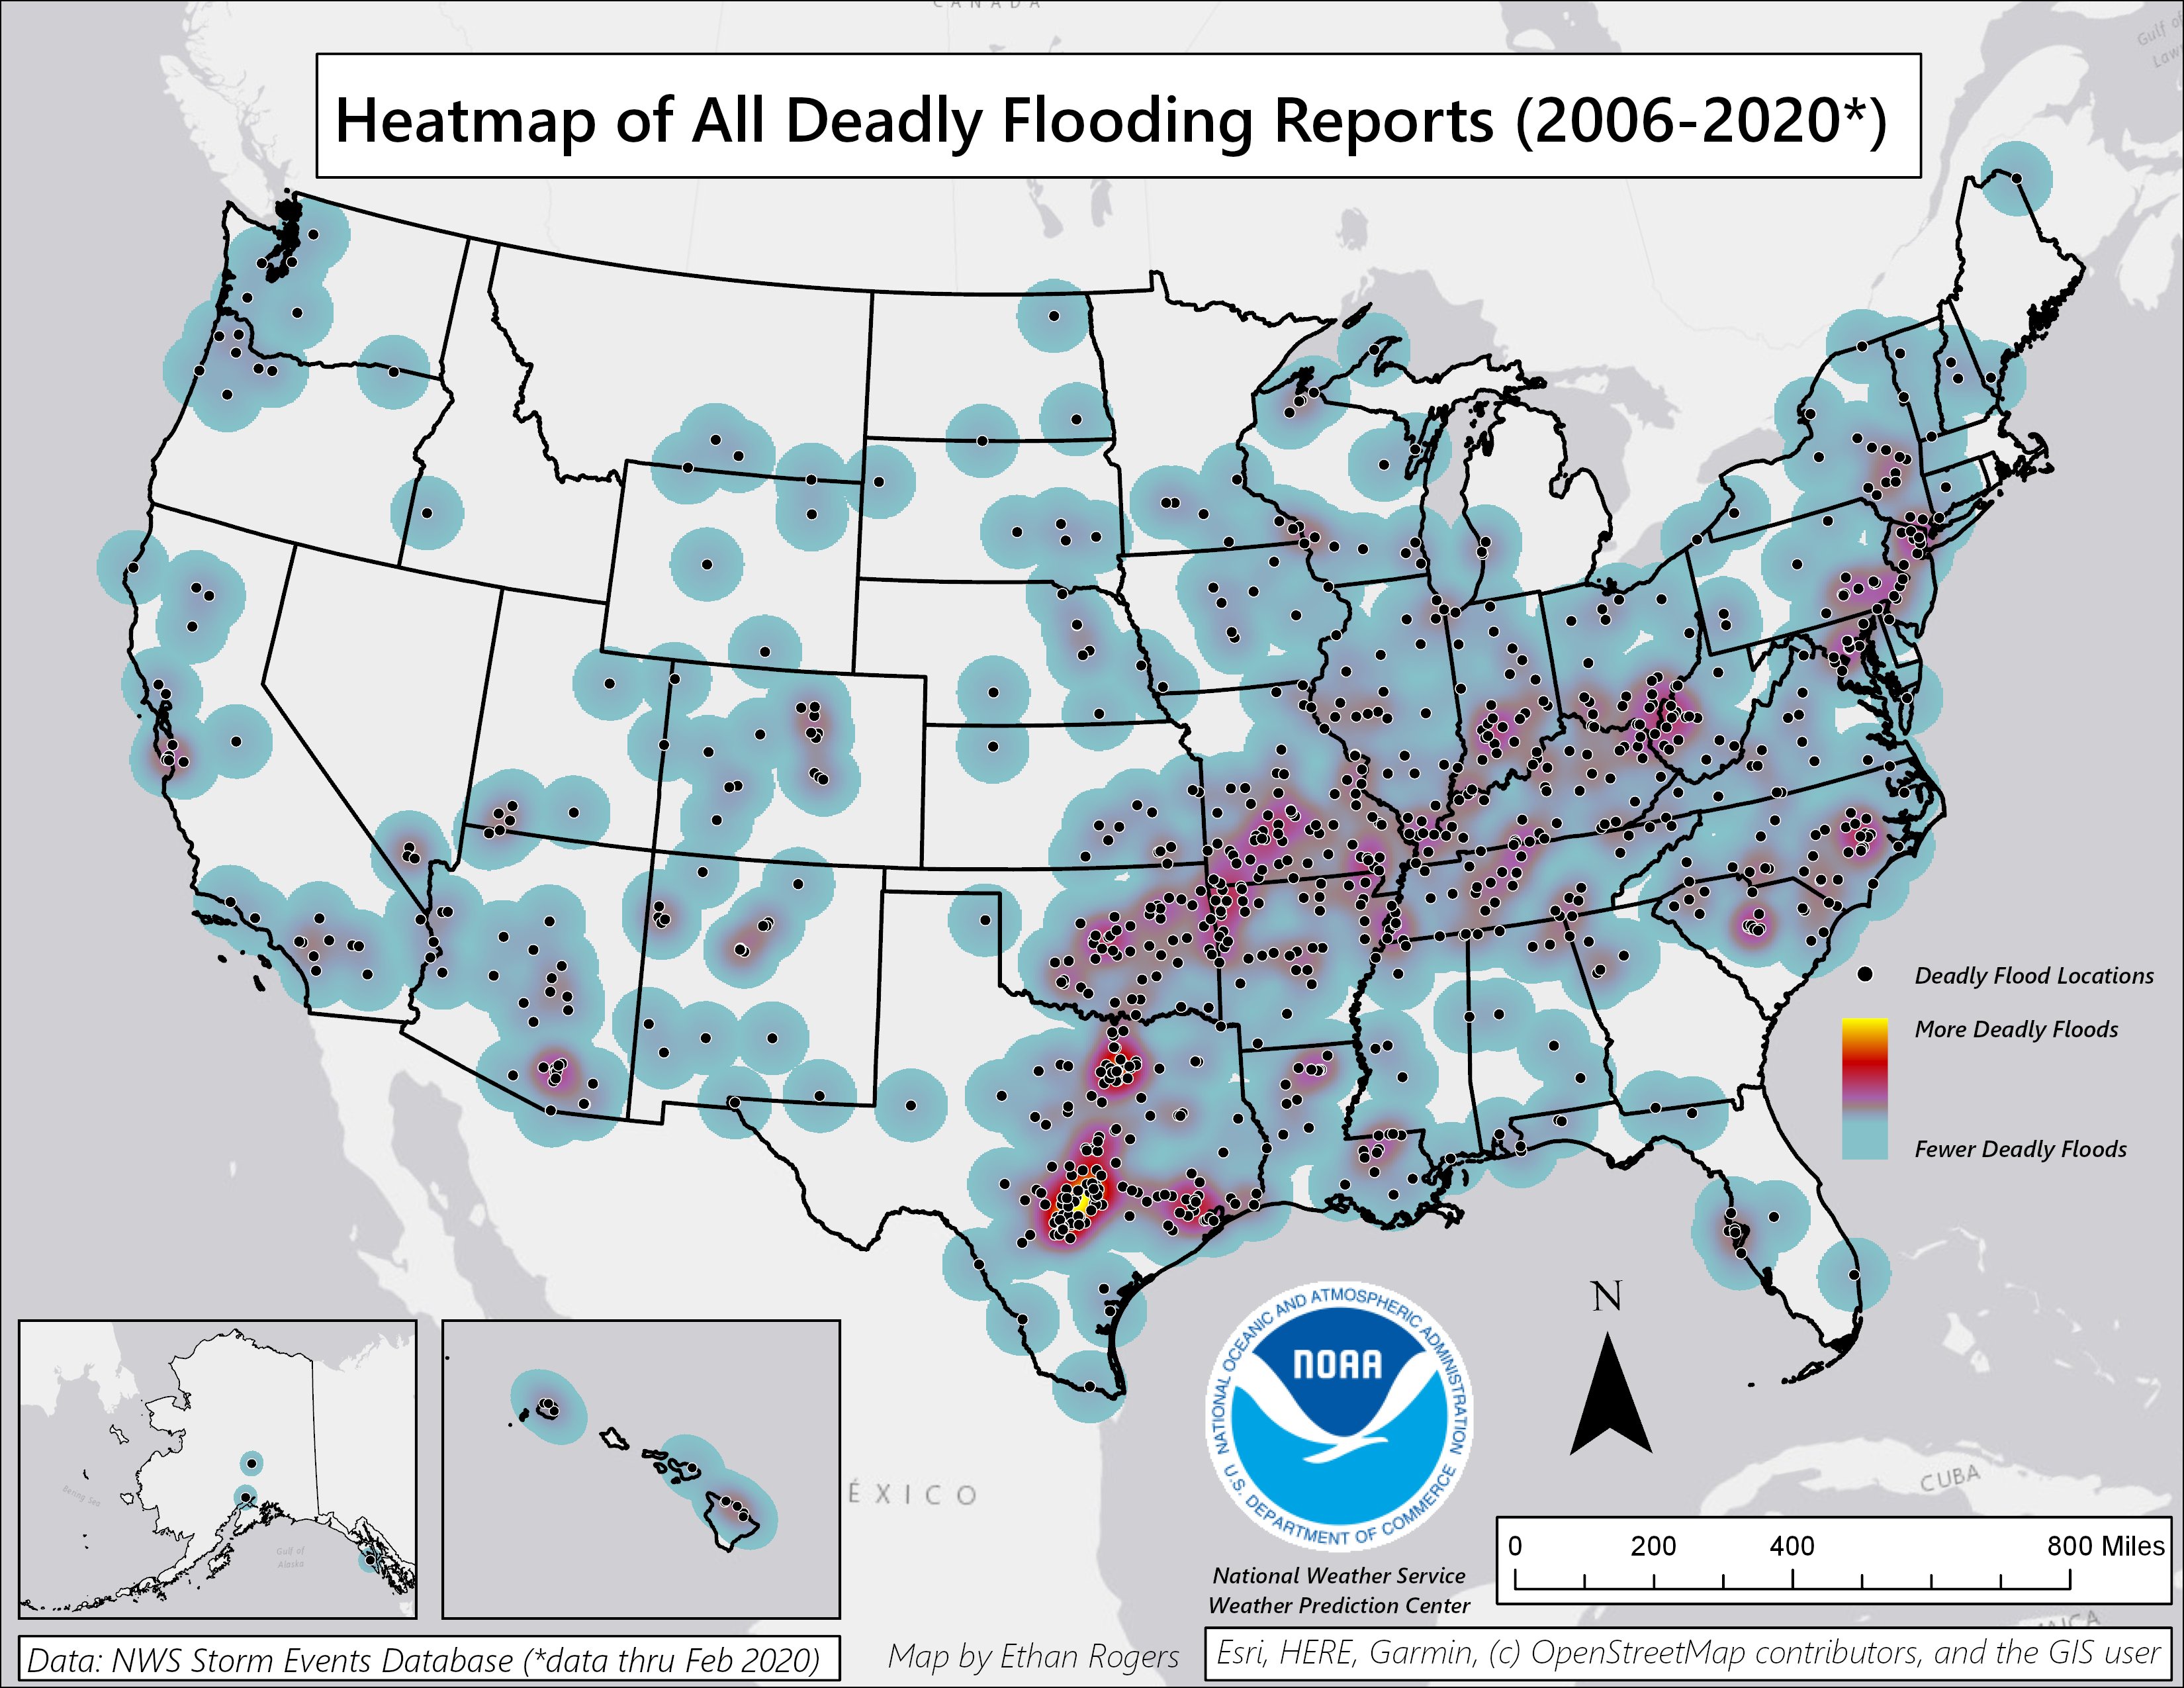 CANADA
Gulf of
Heatmap of All Deadly Flooding Reports (2006-2020*)
Deadly Flood Locations
More Deadly Floods
Fewer Deadly Floods
N
NATIONAL OCEANIC AND ATMOSPHERIC ADMINISTRATION
NOAA
U.S. DEPARTMENT OF COMMERCE
Bering Sea
Gulf of
Alaska
ÉXICO
CUBA
0 200 400 800 Miles
National Weather Service
Weather Prediction Center
Data: NWS Storm Events Database (*data thru Feb 2020)
Map by Ethan Rogers
Esri, HERE, Garmin, (c) OpenStreetMap contributors, and the GIS user